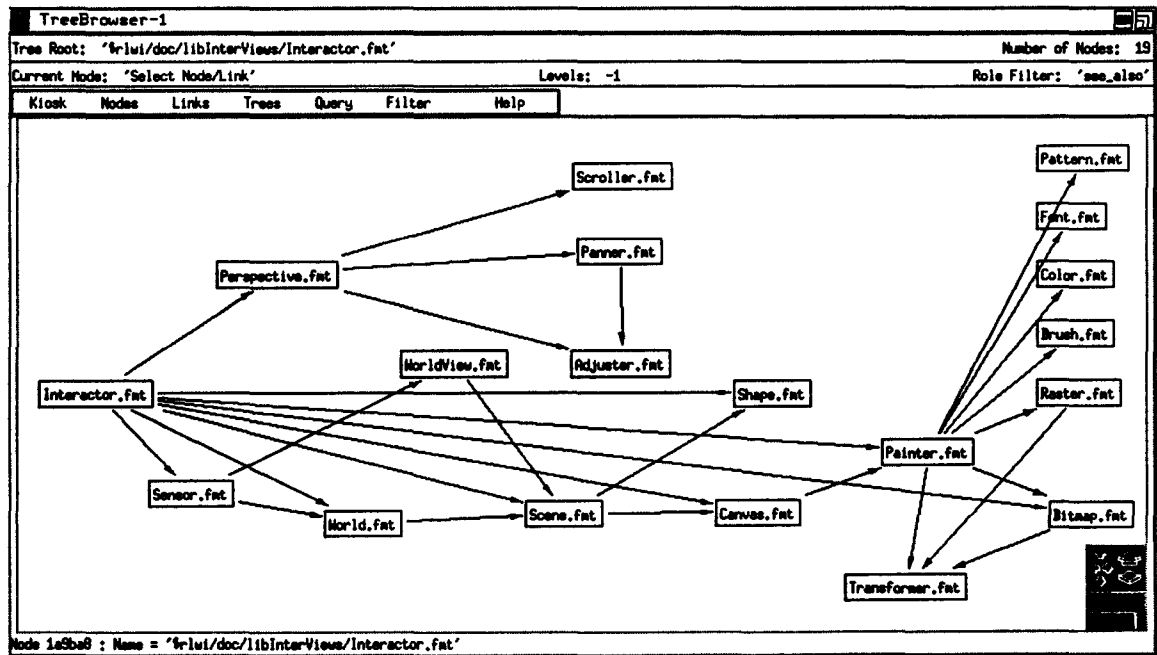 TreeBrowser-1
Tree Root: '%rlwi/doc/libInterViews/Interactor.fmt' Number of Nodes: 19
Current Node: 'Select Node/Link' Levels: -1 Role Filter: 'see_also'
Kiosk Nodes Links Trees Query Filter Help
Pattern.fmt
Scroller.fmt
Font.fmt
Panner.fmt
Perspective.fmt
Color.fmt
Brush.fmt
WorldView.fmt
Adjuster.fmt
Interactor.fmt
Shape.fmt
Raster.fmt
Painter.fmt
Sensor.fmt
World.fmt
Scene.fmt
Canvas.fmt
Bitmap.fmt
Transformer.fmt
Node 1a9ba8 : Name = '%rlwi/doc/libInterViews/Interactor.fmt'